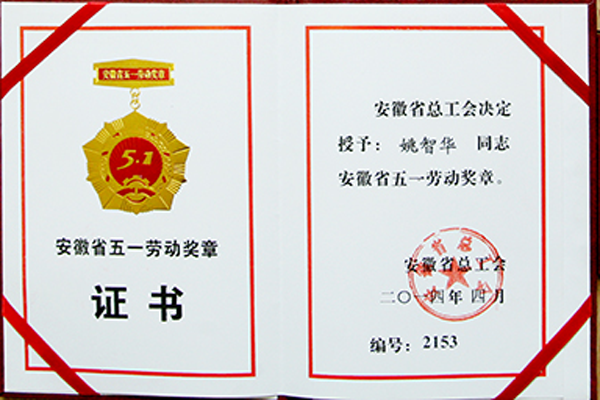 安徽省五一劳动奖章
5.1
安徽省五一劳动奖章
证书
安徽省总工会决定
授予：姚智华 同志
安徽省五一劳动奖章。
安徽省总工会
二〇一四年四月
编号：2153